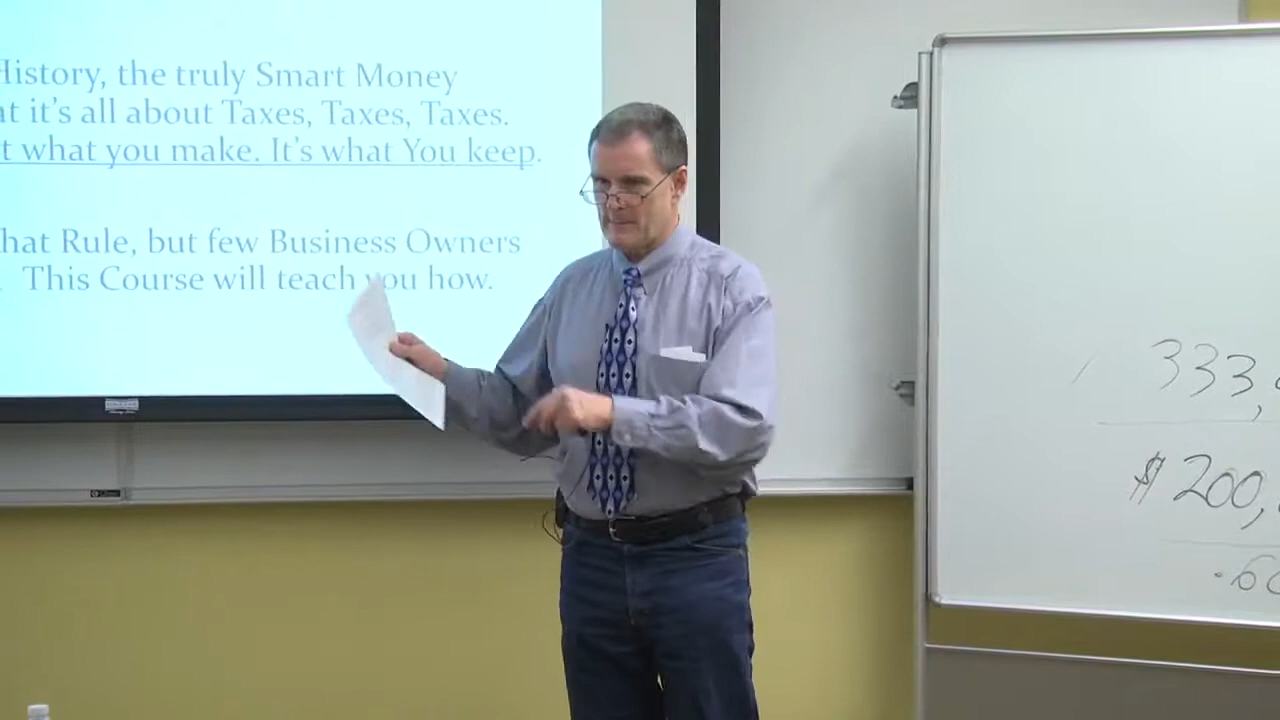 History, the truly Smart Money
at it's all about Taxes, Taxes, Taxes.
t what you make. It's what You keep.
hat Rule, but few Business Owners
This Course will teach you how.
333,
$200,
.60